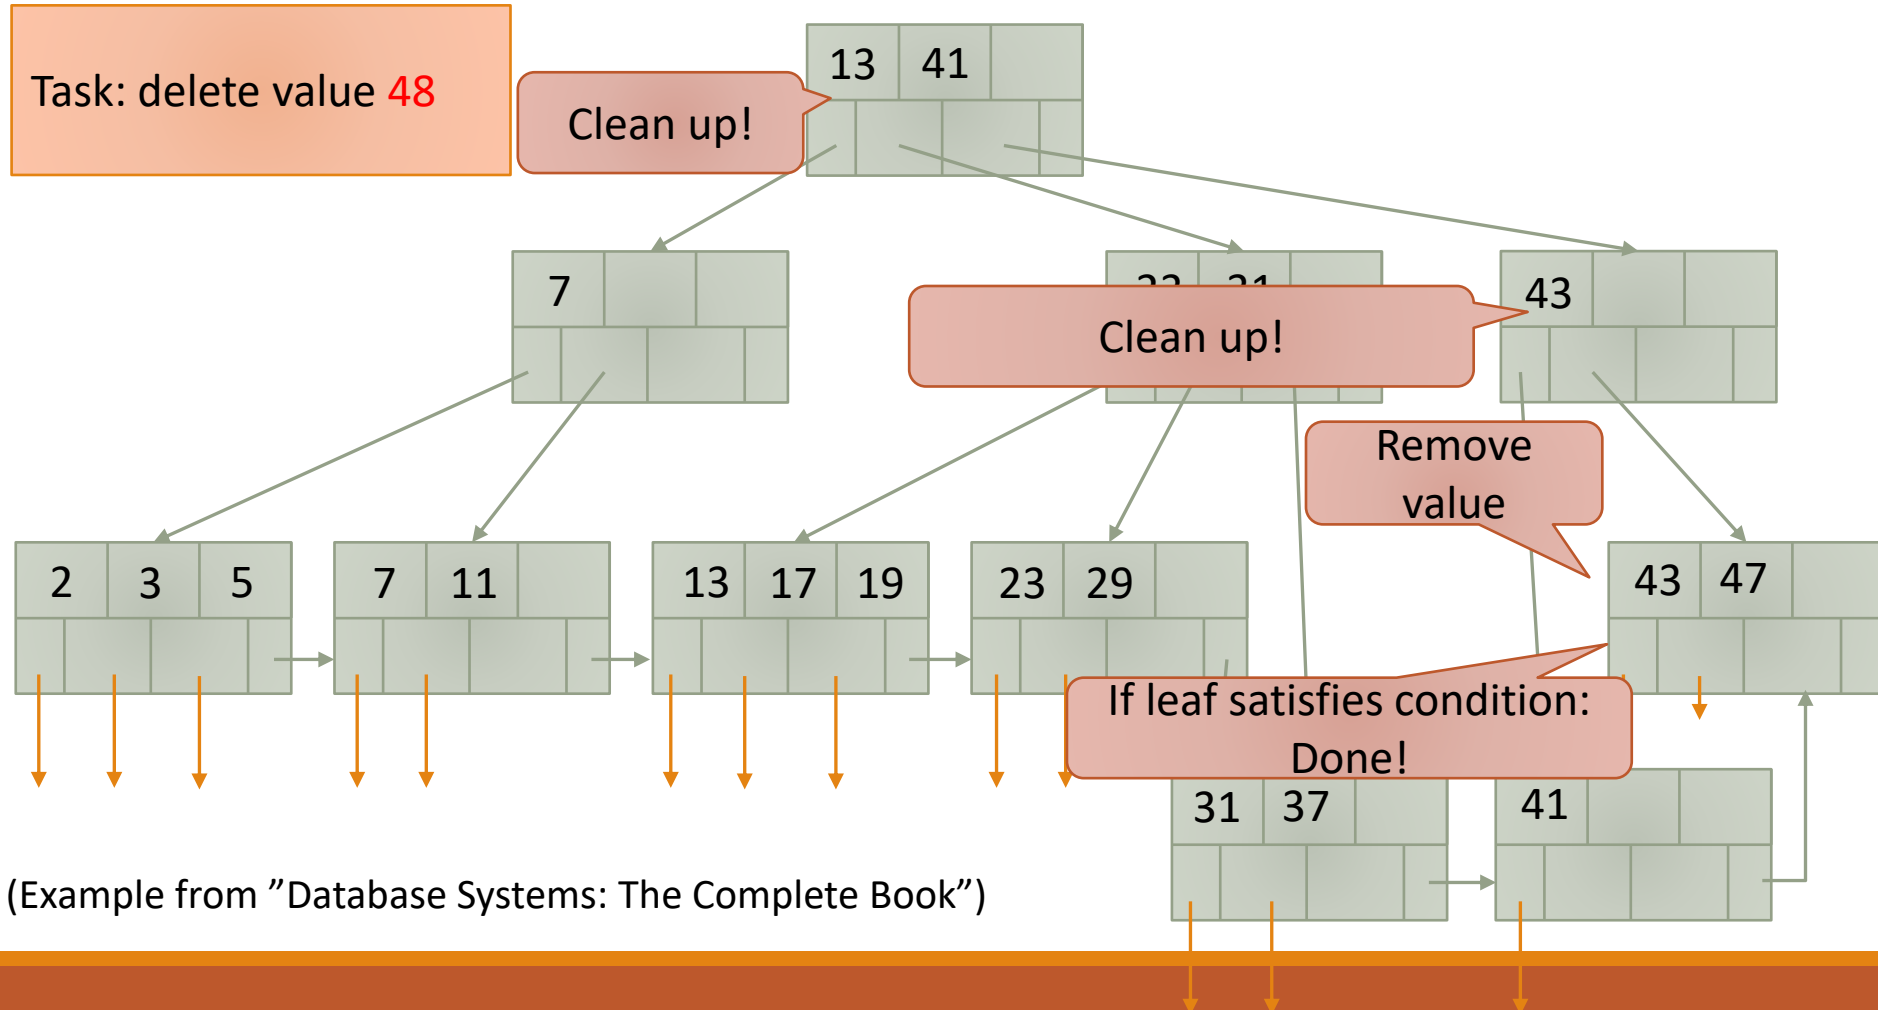 Task: delete value 48
13 41
Clean up!
7
43
Clean up!
Remove
value
2 3 5
7 11
13 17 19
23 29
43 47
If leaf satisfies condition:
Done!
31 37
41
(Example from ”Database Systems: The Complete Book”)